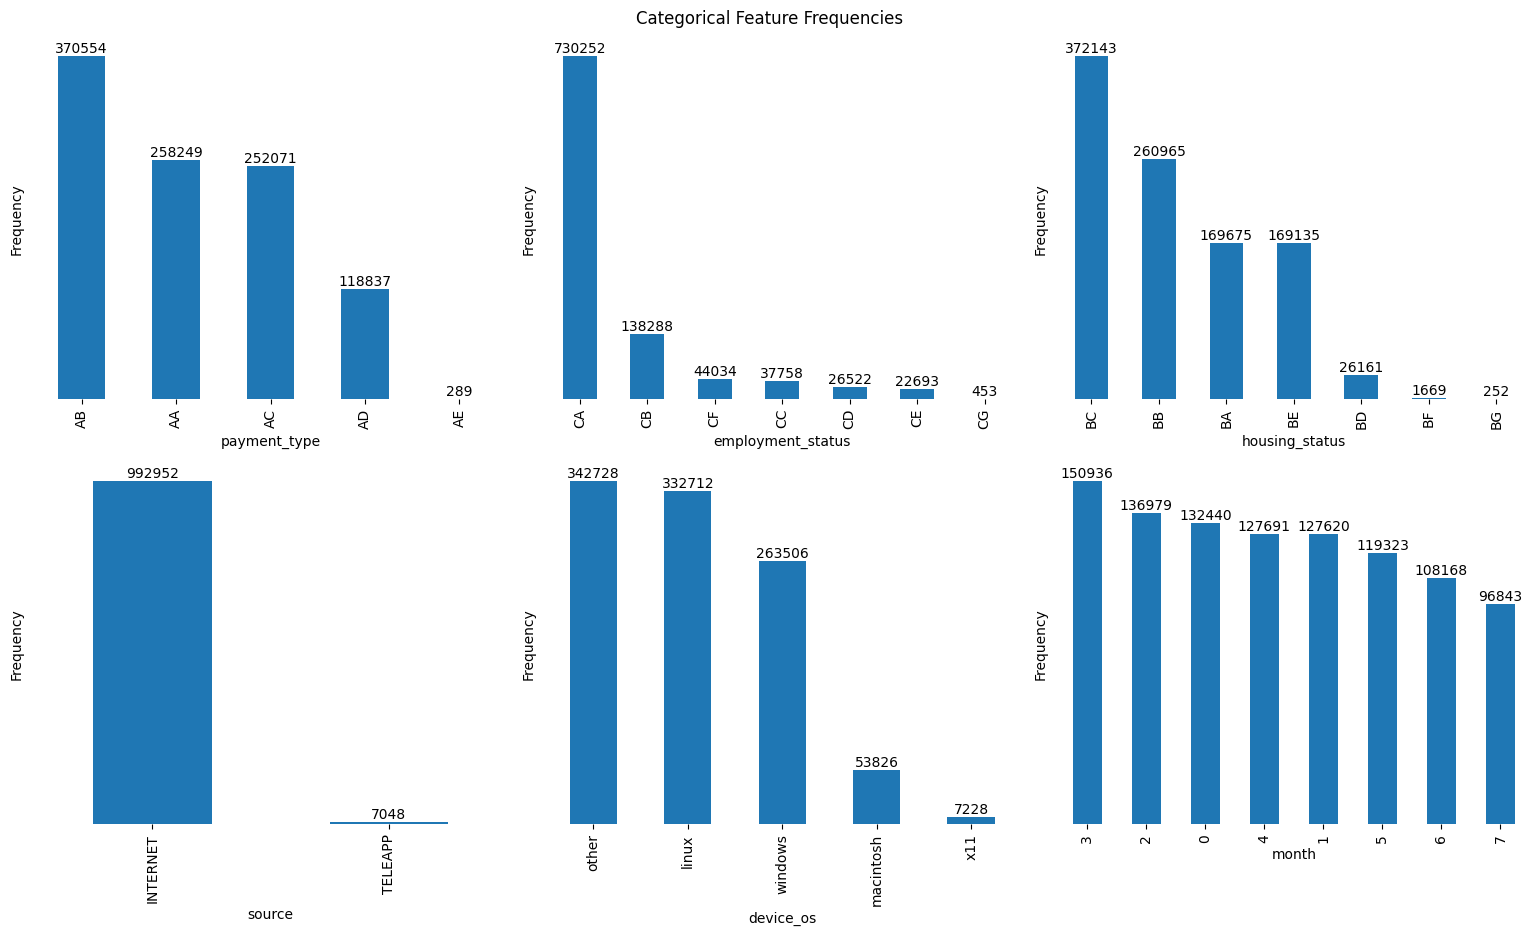 Categorical Feature Frequencies
370554
258249
252071
118837
289
Frequency
AB
AA
AC
AD
AE
payment_type
730252
138288
44034
37758
26522
22693
453
Frequency
CA
CB
CF
CC
CD
CE
CG
employment_status
372143
260965
169675
169135
26161
1669
252
Frequency
BC
BB
BA
BE
BD
BF
BG
housing_status
992952
7048
Frequency
INTERNET
TELEAPP
source
342728
332712
263506
53826
7228
Frequency
other
linux
windows
macintosh
x11
device_os
150936
136979
132440
127691
127620
119323
108168
96843
Frequency
3
2
0
4
1
5
6
7
month